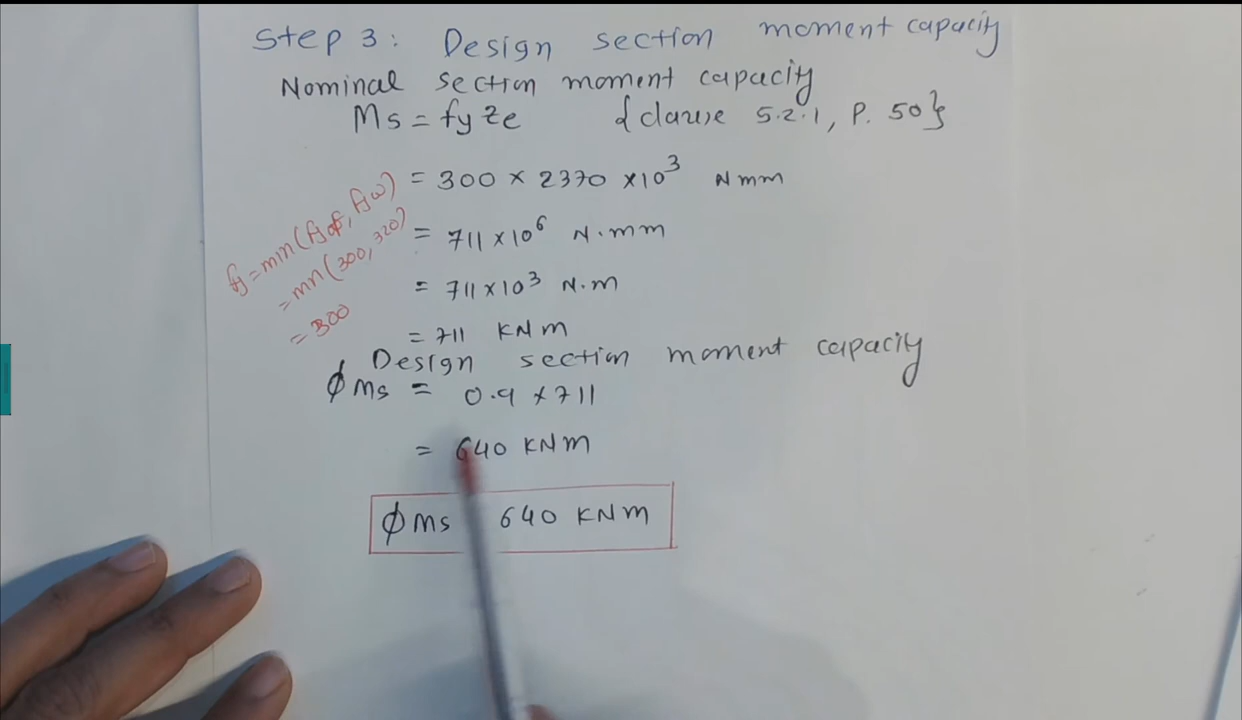 Step 3: Design section moment capacity
Nominal section moment capacity
Ms = fy Ze {clause 5.2.1, P. 50}
= 300 × 2370 ×10³ Nmm
= 711×10⁶ N·mm
= 711×10³ N·m
= 711 KNm
fy = min(fyf, fyw)
= min(300, 320)
= 300
Design section moment capacity
ϕMs = 0.9 × 711
= 640 KNm
ϕMs 640 KNm